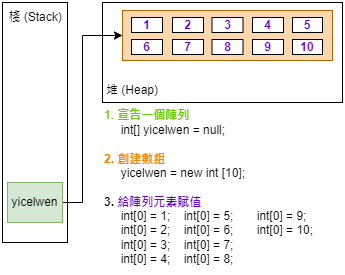 棧 (Stack)
1 2 3 4 5
6 7 8 9 10
堆 (Heap)
1. 宣告一個陣列
int[] yicelwen = null;
2. 創建數組
yicelwen = new int [10];
yicelwen
3. 給陣列元素賦值
int[0] = 1; int[0] = 5; int[0] = 9;
int[0] = 2; int[0] = 6; int[0] = 10;
int[0] = 3; int[0] = 7;
int[0] = 4; int[0] = 8;